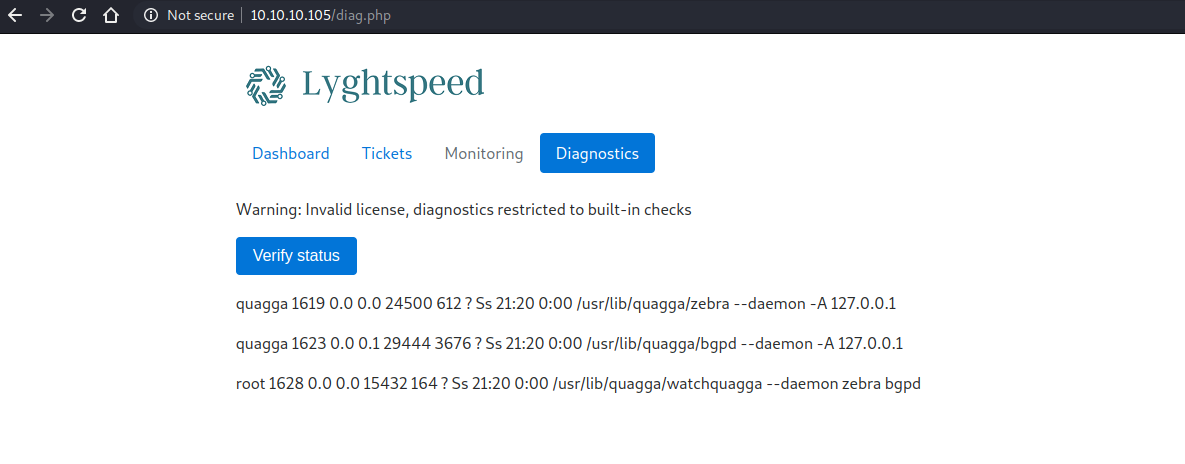 Not secure | 10.10.10.105/diag.php
Lyghtspeed
Dashboard Tickets Monitoring Diagnostics
Warning: Invalid license, diagnostics restricted to built-in checks
Verify status
quagga 1619 0.0 0.0 24500 612 ? Ss 21:20 0:00 /usr/lib/quagga/zebra --daemon -A 127.0.0.1
quagga 1623 0.0 0.1 29444 3676 ? Ss 21:20 0:00 /usr/lib/quagga/bgpd --daemon -A 127.0.0.1
root 1628 0.0 0.0 15432 164 ? Ss 21:20 0:00 /usr/lib/quagga/watchquagga --daemon zebra bgpd